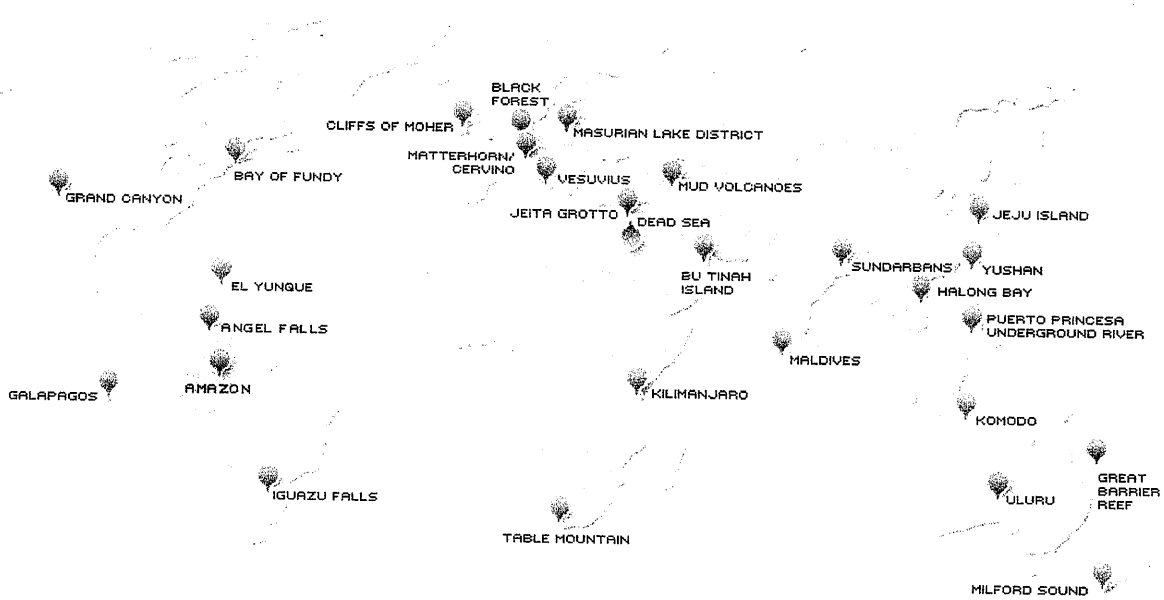 BLACK
FOREST
CLIFFS OF MOHER
MASURIAN LAKE DISTRICT
MATTERHORN/
CERVINO
BAY OF FUNDY
VESUVIUS
MUD VOLCANOES
GRAND CANYON
JEITA GROTTO
DEAD SEA
JEJU ISLAND
BU TINAH
ISLAND
SUNDARBANS
YUSHAN
EL YUNQUE
HALONG BAY
ANGEL FALLS
PUERTO PRINCESA
UNDERGROUND RIVER
MALDIVES
AMAZON
GALAPAGOS
KILIMANJARO
KOMODO
IGUAZU FALLS
ULURU
GREAT
BARRIER
REEF
TABLE MOUNTAIN
MILFORD SOUND